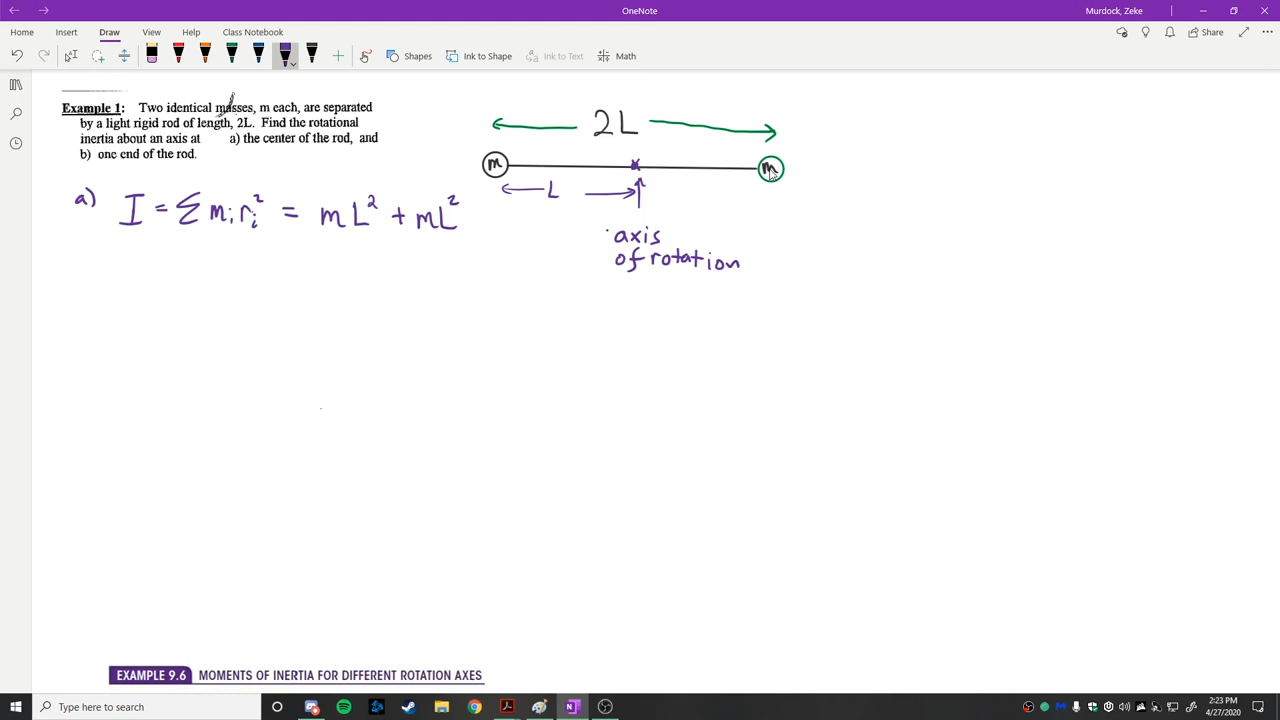 OneNote
Murdock, Zeke
Home Insert Draw View Help Class Notebook
Share
Shapes Ink to Shape Ink to Text Math
Example 1: Two identical masses, m each, are separated
by a light rigid rod of length, 2L. Find the rotational
inertia about an axis at a) the center of the rod, and
b) one end of the rod.
2L
m m
L
a) I = Σ mᵢrᵢ² = mL² + mL²
axis
of rotation
EXAMPLE 9.6 MOMENTS OF INERTIA FOR DIFFERENT ROTATION AXES
Type here to search
2:23 PM
4/27/2020